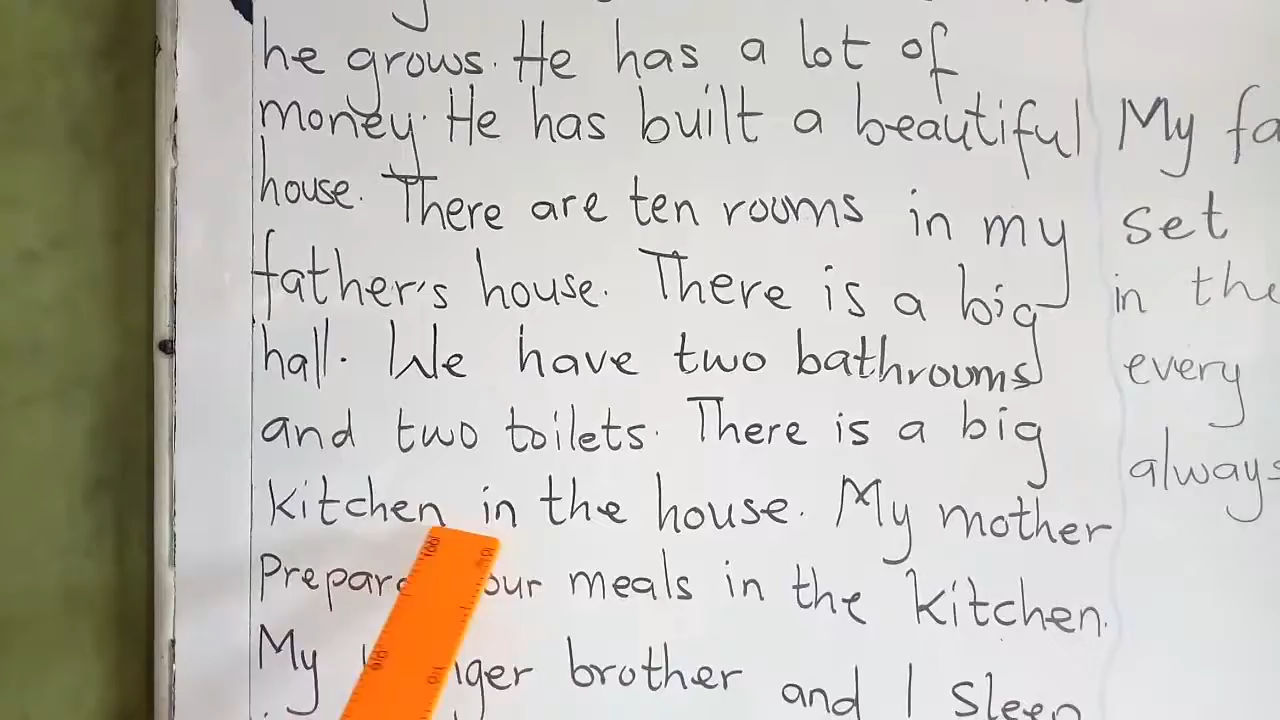 he grows. He has a lot of
money. He has built a beautiful
house. There are ten rooms in my
father's house. There is a big
hall. We have two bathrooms
and two toilets. There is a big
kitchen in the house. My mother
our meals in the kitchen.
My brother and I sleep
My
set
in the
every
always